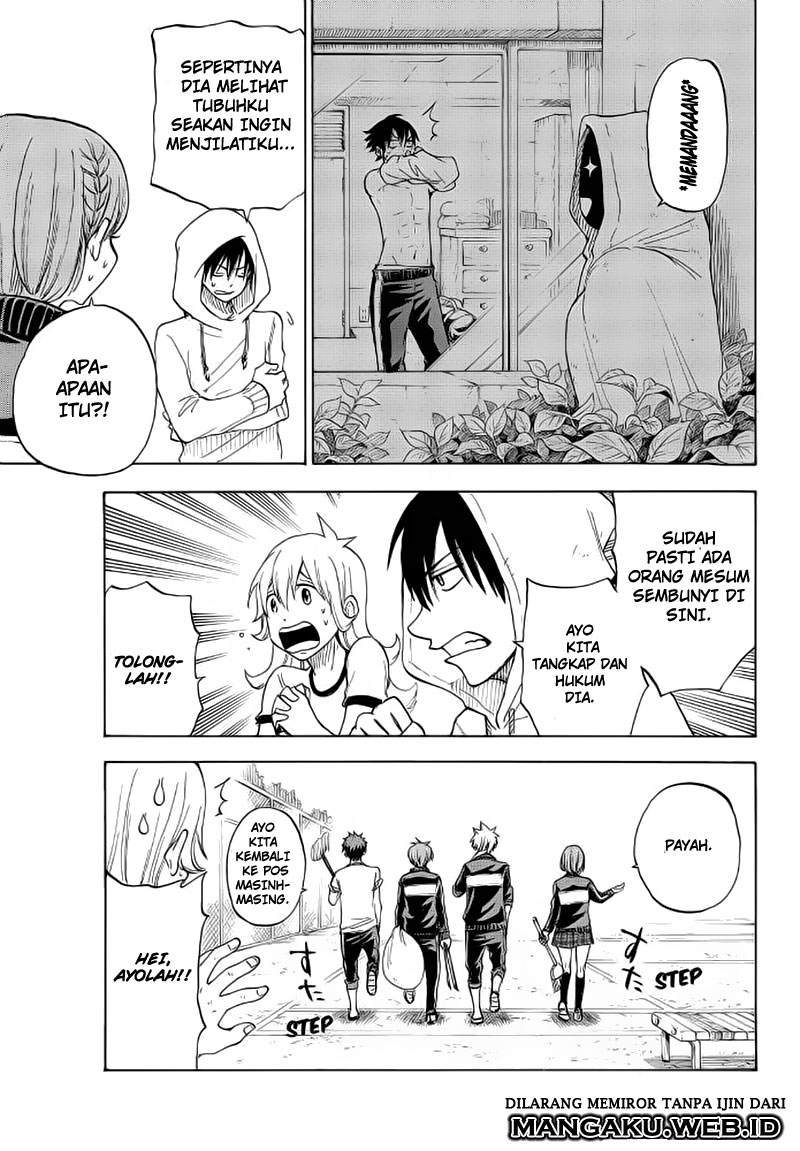 *MEMANDAAANG*
SEPERTINYA
DIA MELIHAT
TUBUHKU
SEAKAN INGIN
MENJILATIKU...
APA-
APAAN
ITU?!
SUDAH
PASTI ADA
ORANG MESUM
SEMBUNYI DI
SINI.
AYO
KITA
TANGKAP DAN
HUKUM
DIA.
TOLONG-
LAH!!
PAYAH.
AYO
KITA
KEMBALI
KE POS
MASINH-
MASING.
すた
STEP
すた
STEP
HEI,
AYOLAH!!
DILARANG MEMIROR TANPA IJIN DARI
MANGAKU.WEB.ID